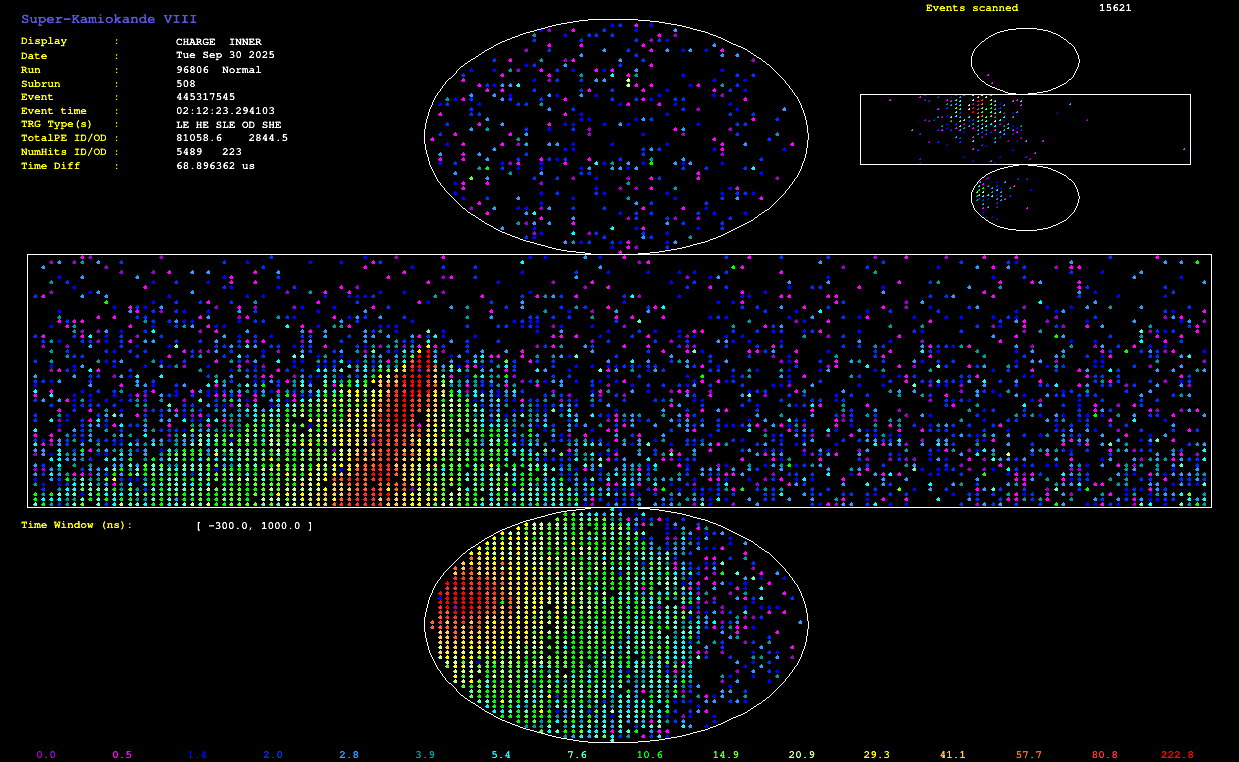 Super-Kamiokande VIII
Events scanned 15621
Display : CHARGE INNER
Date : Tue Sep 30 2025
Run : 96806 Normal
Subrun : 508
Event : 445317545
Event time : 02:12:23.294103
TRG Type(s) : LE HE SLE OD SHE
TotalPE ID/OD : 81058.6 2844.5
NumHits ID/OD : 5489 223
Time Diff : 68.896362 us
Time Window (ns): [ -300.0, 1000.0 ]
0.0 0.5 1.4 2.0 2.8 3.9 5.4 7.6 10.6 14.9 20.9 29.3 41.1 57.7 80.8 222.8